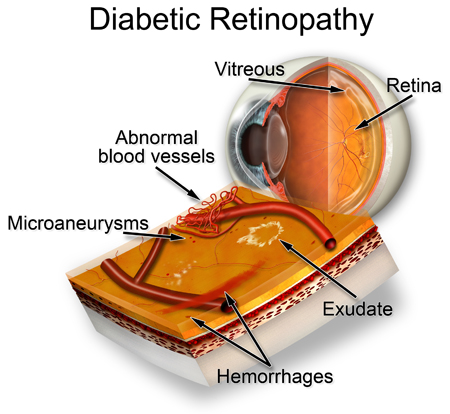 Diabetic Retinopathy
Vitreous
Retina
Abnormal
blood vessels
Microaneurysms
Exudate
Hemorrhages